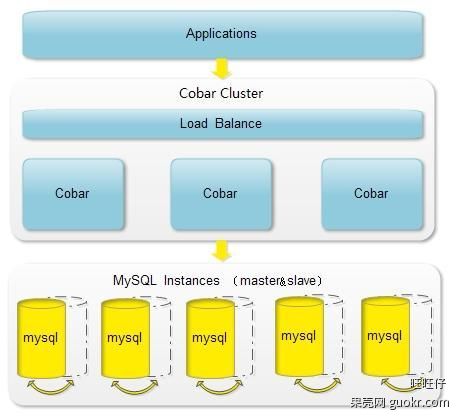 Applications
Cobar Cluster
Load Balance
Cobar Cobar Cobar
MySQL Instances （master&slave）
mysql mysql mysql mysql mysql
旺旺仔
果壳网 guokr.com